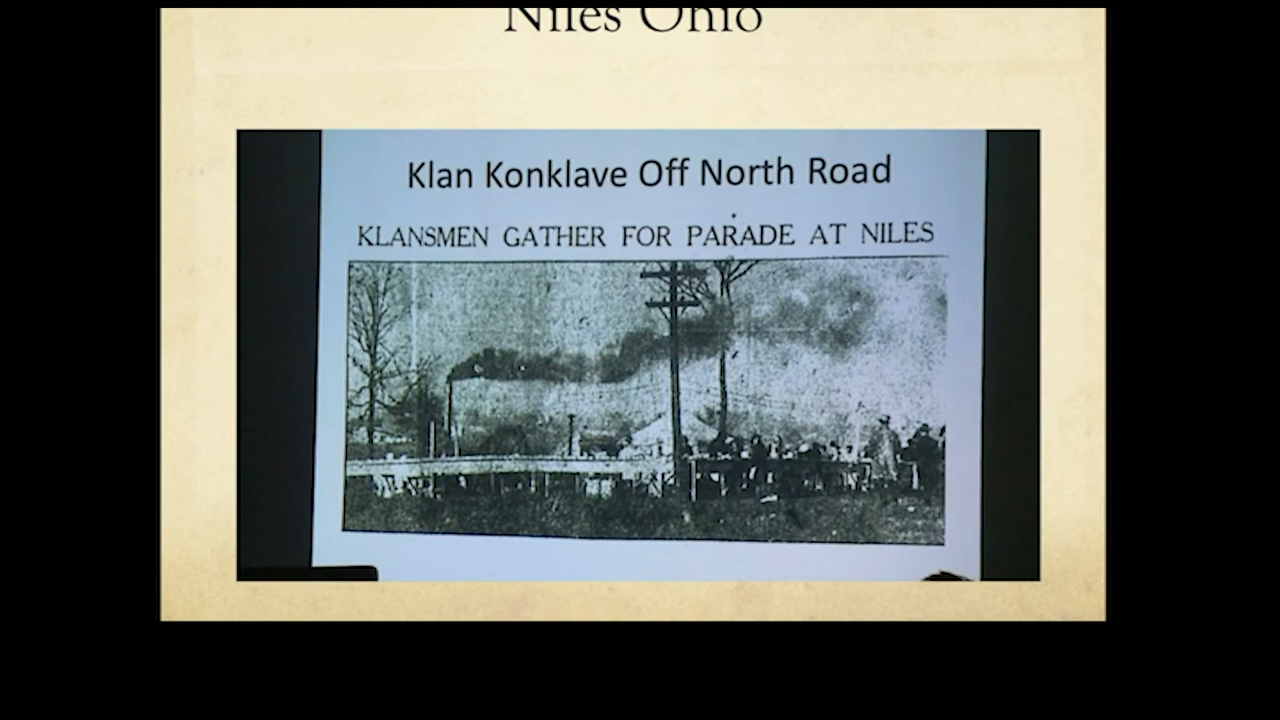 Niles Ohio
Klan Konklave Off North Road
KLANSMEN GATHER FOR PARADE AT NILES